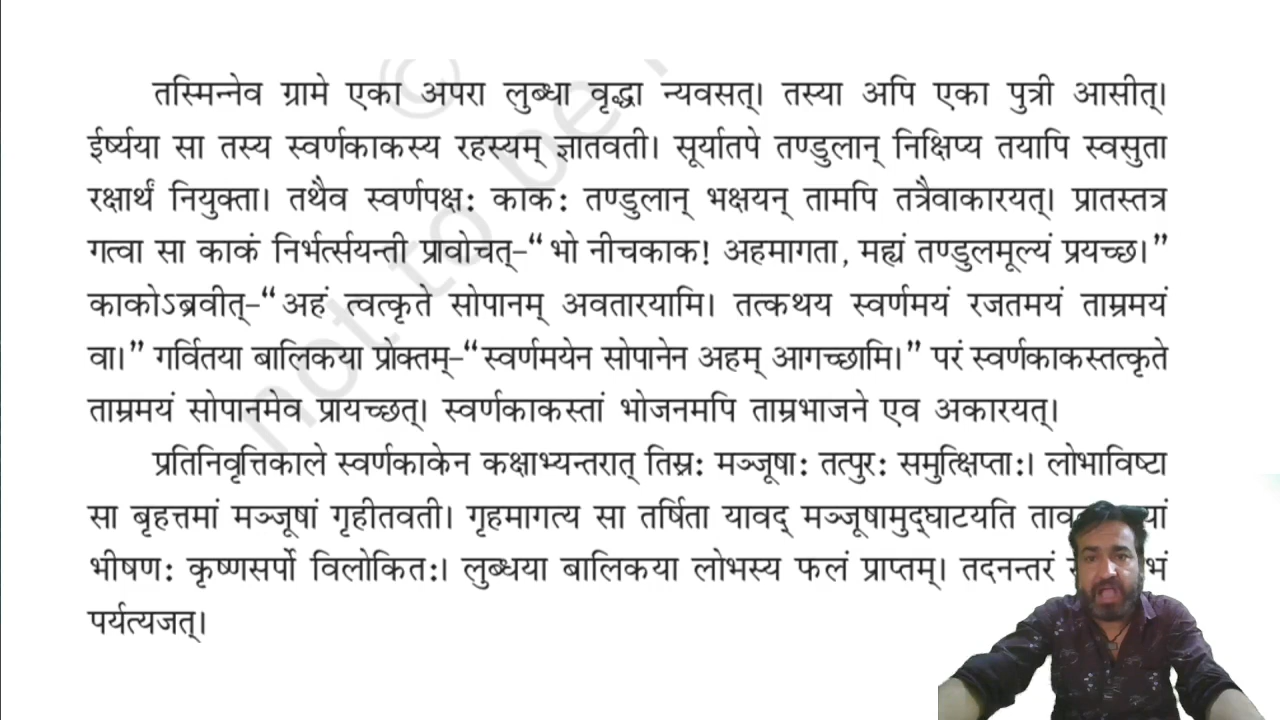 तस्मिन्नेव ग्रामे एका अपरा लुब्धा वृद्धा न्यवसत्। तस्या अपि एका पुत्री आसीत्।
ईर्ष्यया सा तस्य स्वर्णकाकस्य रहस्यम् ज्ञातवती। सूर्यातपे तण्डुलान् निक्षिप्य तयापि स्वसुता
रक्षार्थं नियुक्ता। तथैव स्वर्णपक्षः काकः तण्डुलान् भक्षयन् तामपि तत्रैवाकारयत्। प्रातस्तत्र
गत्वा सा काकं निर्भर्त्सयन्ती प्रावोचत्-“भो नीचकाक! अहमागता, मह्यं तण्डुलमूल्यं प्रयच्छ।”
काकोऽब्रवीत्-“अहं त्वत्कृते सोपानम् अवतारयामि। तत्कथय स्वर्णमयं रजतमयं ताम्रमयं
वा।” गर्वितया बालिकया प्रोक्तम्-“स्वर्णमयेन सोपानेन अहम् आगच्छामि।” परं स्वर्णकाकस्तत्कृते
ताम्रमयं सोपानमेव प्रायच्छत्। स्वर्णकाकस्तां भोजनमपि ताम्रभाजने एव अकारयत्।
प्रतिनिवृत्तिकाले स्वर्णकाकेन कक्षाभ्यन्तरात् तिस्रः मञ्जूषाः तत्पुरः समुत्क्षिप्ताः। लोभाविष्टा
सा बृहत्तमां मञ्जूषां गृहीतवती। गृहमागत्य सा तर्षिता यावद् मञ्जूषामुद्घाटयति
भीषणः कृष्णसर्पो विलोकितः। लुब्धया बालिकया लोभस्य फलं प्राप्तम्। तदनन्तरं
पर्यत्यजत्।
© not to be